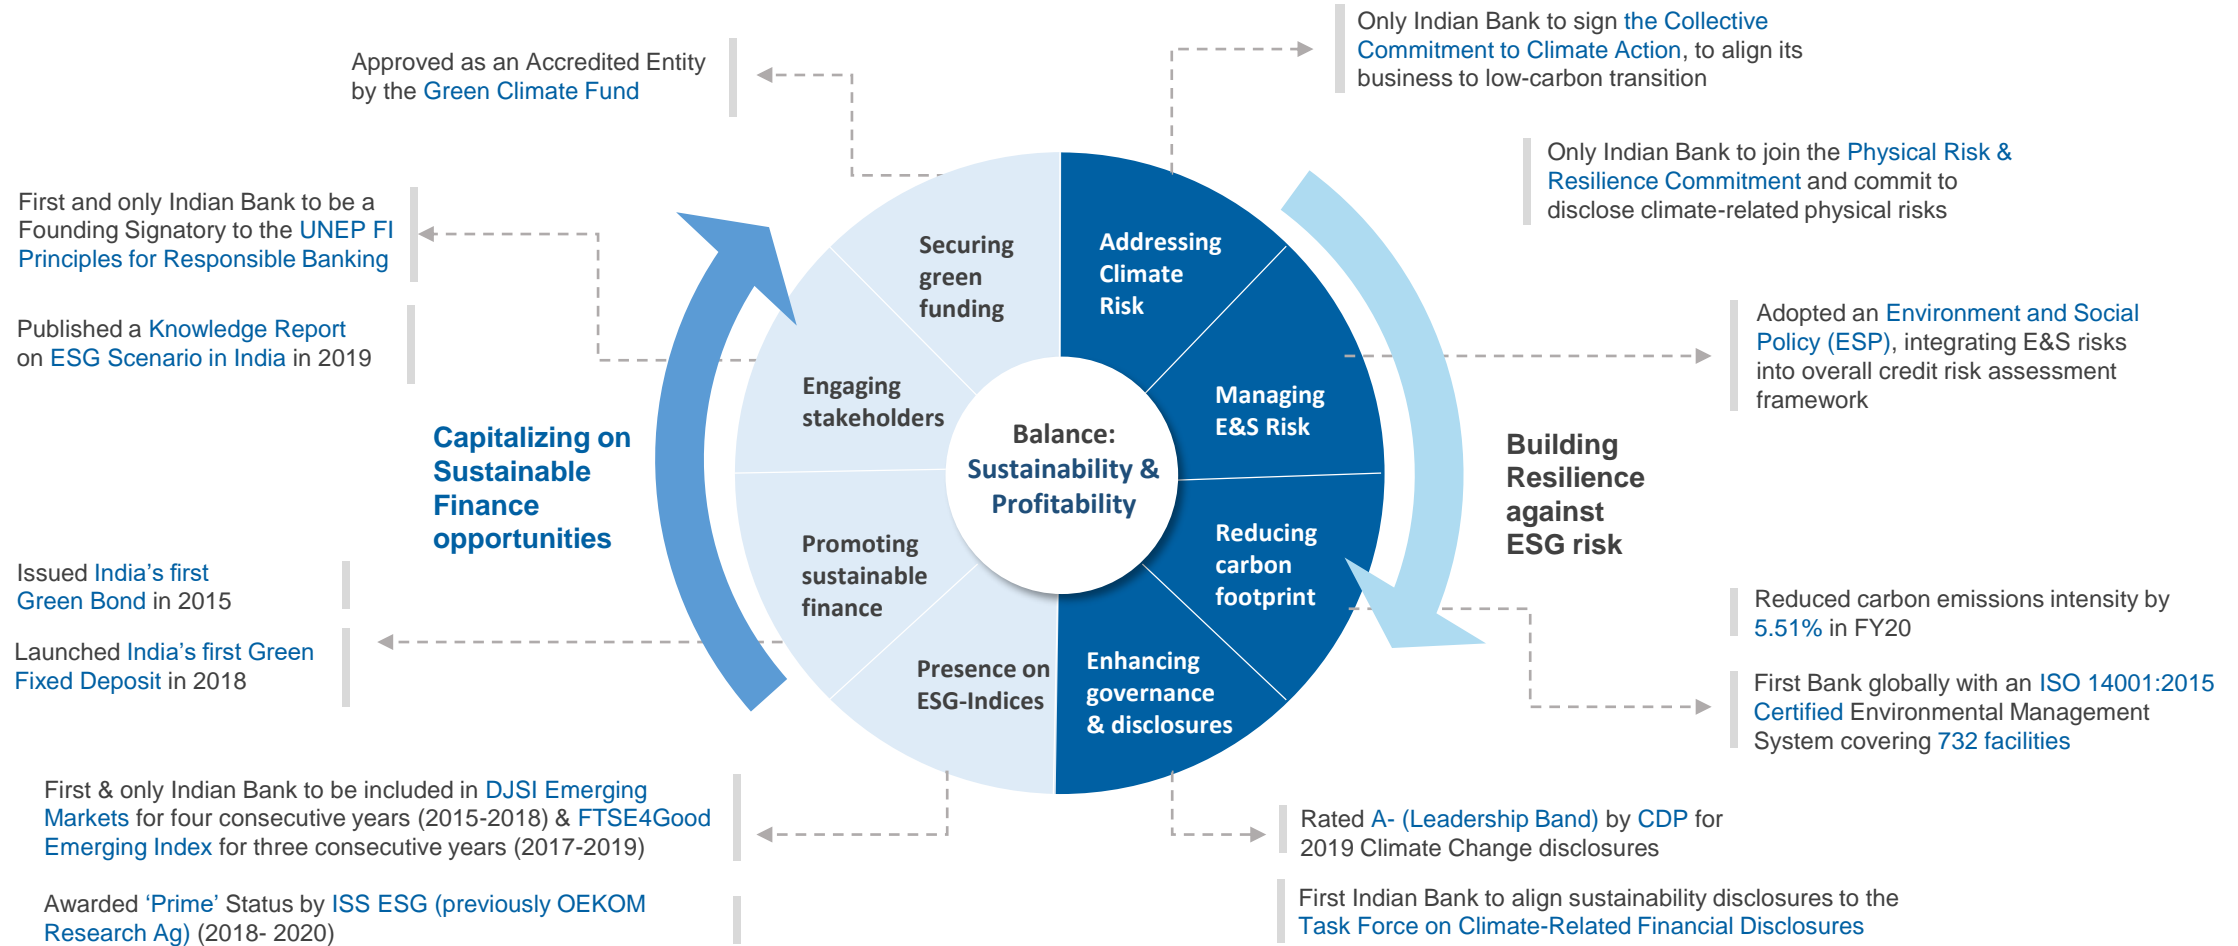 Approved as an Accredited Entity
by the Green Climate Fund
Only Indian Bank to sign the Collective
Commitment to Climate Action, to align its
business to low-carbon transition
Only Indian Bank to join the Physical Risk &
Resilience Commitment and commit to
disclose climate-related physical risks
First and only Indian Bank to be a
Founding Signatory to the UNEP FI
Principles for Responsible Banking
Published a Knowledge Report
on ESG Scenario in India in 2019
Adopted an Environment and Social
Policy (ESP), integrating E&S risks
into overall credit risk assessment
framework
Securing
green
funding
Addressing
Climate
Risk
Engaging
stakeholders
Managing
E&S Risk
Balance:
Sustainability &
Profitability
Capitalizing on
Sustainable
Finance
opportunities
Building
Resilience
against
ESG risk
Promoting
sustainable
finance
Reducing
carbon
footprint
Presence on
ESG-Indices
Enhancing
governance
& disclosures
Issued India's first
Green Bond in 2015
Launched India's first Green
Fixed Deposit in 2018
Reduced carbon emissions intensity by
5.51% in FY20
First Bank globally with an ISO 14001:2015
Certified Environmental Management
System covering 732 facilities
First & only Indian Bank to be included in DJSI Emerging
Markets for four consecutive years (2015-2018) & FTSE4Good
Emerging Index for three consecutive years (2017-2019)
Awarded 'Prime' Status by ISS ESG (previously OEKOM
Research Ag) (2018- 2020)
Rated A- (Leadership Band) by CDP for
2019 Climate Change disclosures
First Indian Bank to align sustainability disclosures to the
Task Force on Climate-Related Financial Disclosures